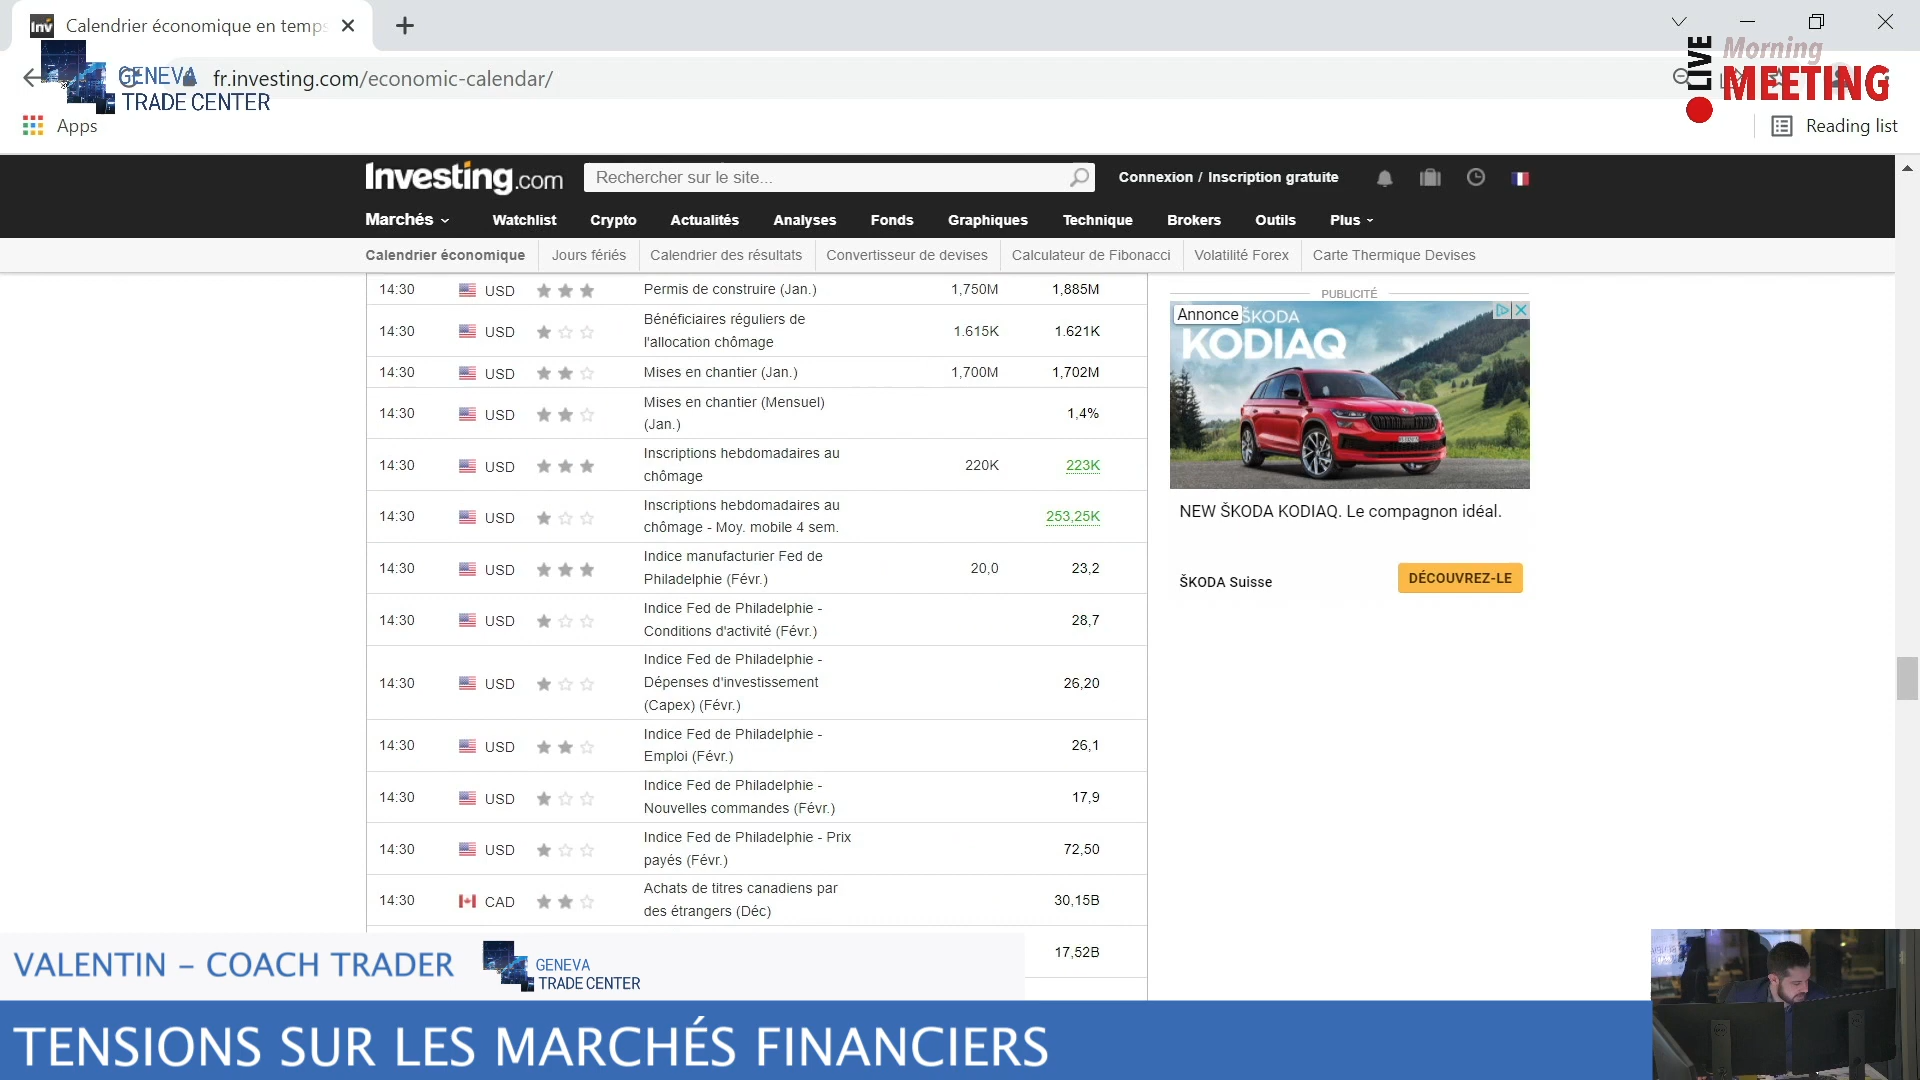 Calendrier économique en temps
GENEVA
TRADE CENTER
fr.investing.com/economic-calendar/
LIVE
Morning
MEETING
Apps
Reading list
Investing.com
Rechercher sur le site...
Connexion / Inscription gratuite
Marchés
Watchlist
Crypto
Actualités
Analyses
Fonds
Graphiques
Technique
Brokers
Outils
Plus
Calendrier économique
Jours fériés
Calendrier des résultats
Convertisseur de devises
Calculateur de Fibonacci
Volatilité Forex
Carte Thermique Devises
14:30 USD Permis de construire (Jan.) 1,750M 1,885M
14:30 USD Bénéficiaires réguliers de
l'allocation chômage 1.615K 1.621K
14:30 USD Mises en chantier (Jan.) 1,700M 1,702M
14:30 USD Mises en chantier (Mensuel)
(Jan.) 1,4%
14:30 USD Inscriptions hebdomadaires au
chômage 220K 223K
14:30 USD Inscriptions hebdomadaires au
chômage - Moy. mobile 4 sem. 253,25K
14:30 USD Indice manufacturier Fed de
Philadelphie (Févr.) 20,0 23,2
14:30 USD Indice Fed de Philadelphie -
Conditions d'activité (Févr.) 28,7
14:30 USD Indice Fed de Philadelphie -
Dépenses d'investissement
(Capex) (Févr.) 26,20
14:30 USD Indice Fed de Philadelphie -
Emploi (Févr.) 26,1
14:30 USD Indice Fed de Philadelphie -
Nouvelles commandes (Févr.) 17,9
14:30 USD Indice Fed de Philadelphie - Prix
payés (Févr.) 72,50
14:30 CAD Achats de titres canadiens par
des étrangers (Déc) 30,15B
17,52B
PUBLICITÉ
Annonce
ŠKODA
KODIAQ
NEW ŠKODA KODIAQ. Le compagnon idéal.
ŠKODA Suisse
DÉCOUVREZ-LE
VALENTIN – COACH TRADER
GENEVA
TRADE CENTER
TENSIONS SUR LES MARCHÉS FINANCIERS